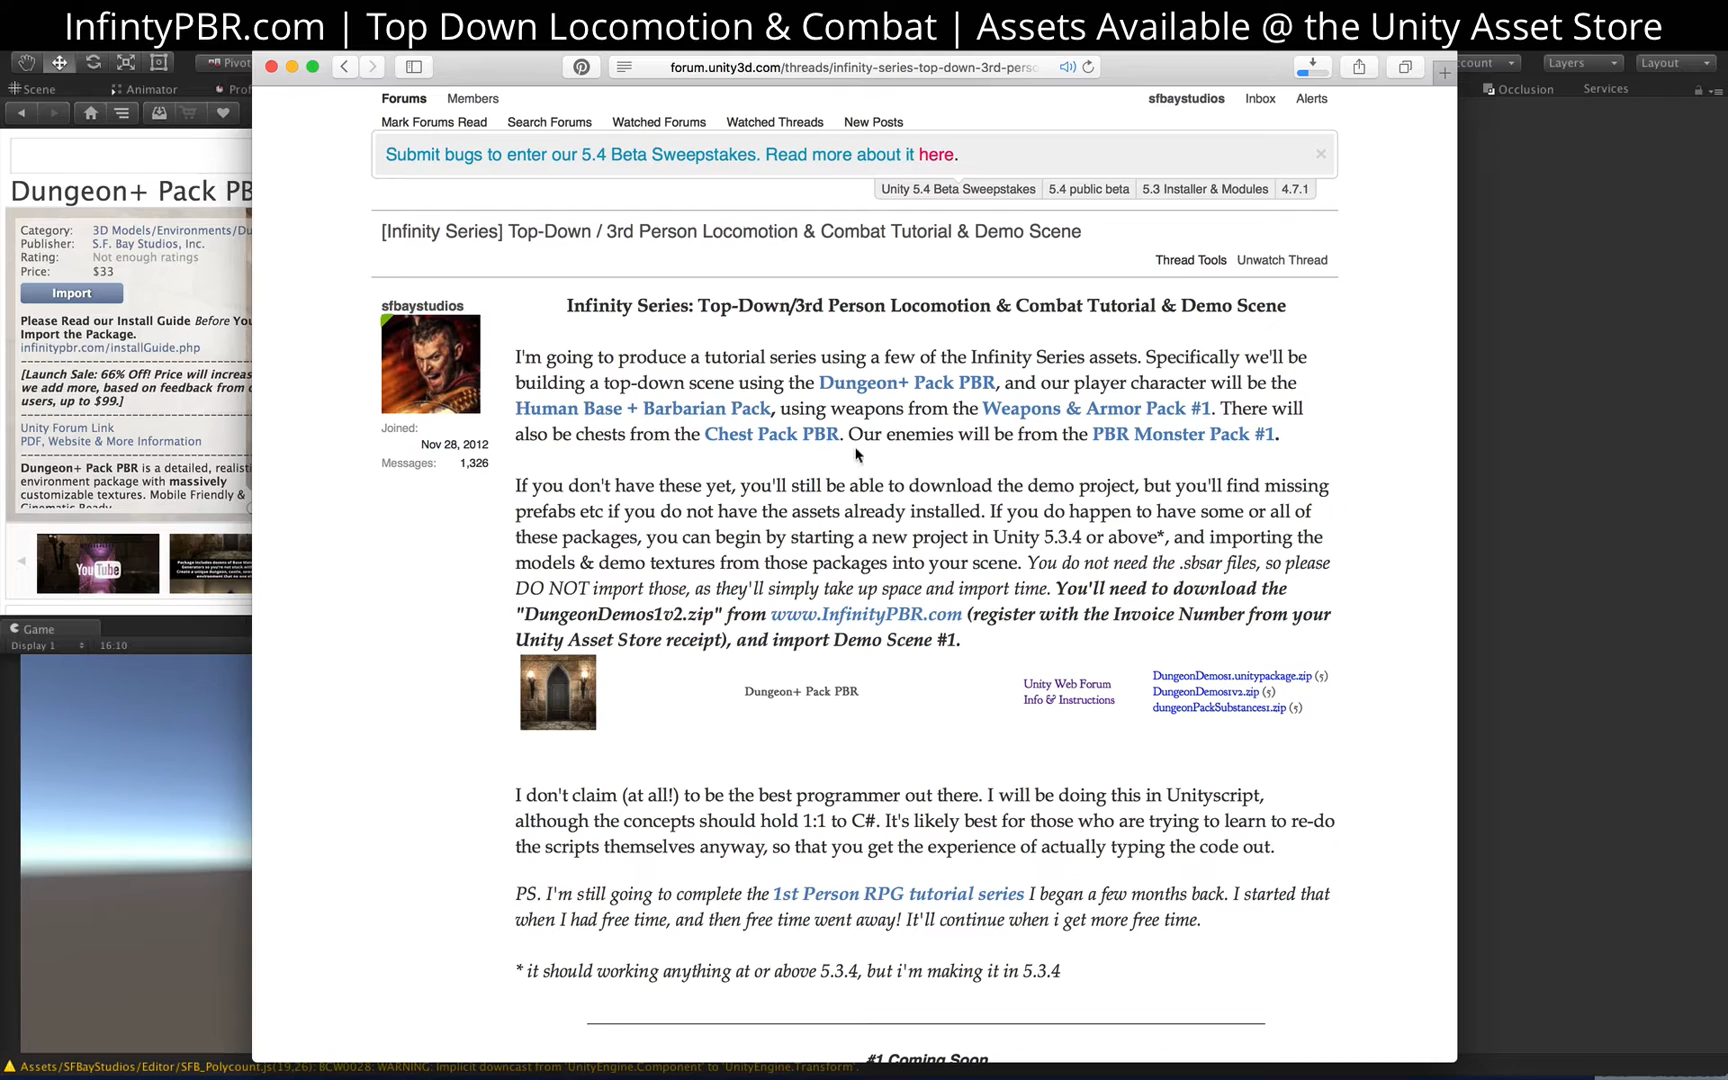 InfintyPBR.com | Top Down Locomotion & Combat | Assets Available @ the Unity Asset Store
Pivot
Scene
Animator
Prof
forum.unity3d.com/threads/infinity-series-top-down-3rd-perso
count
Layers
Layout
Occlusion
Services
Forums Members
sfbaystudios Inbox Alerts
Mark Forums Read Search Forums Watched Forums Watched Threads New Posts
Submit bugs to enter our 5.4 Beta Sweepstakes. Read more about it here.
Unity 5.4 Beta Sweepstakes 5.4 public beta 5.3 Installer & Modules 4.7.1
[Infinity Series] Top-Down / 3rd Person Locomotion & Combat Tutorial & Demo Scene
Thread Tools Unwatch Thread
Dungeon+ Pack PB
Category: 3D Models/Environments/Du
Publisher: S.F. Bay Studios, Inc.
Rating: Not enough ratings
Price: $33
Import
Please Read our Install Guide Before You
Import the Package.
infinitypbr.com/installGuide.php
[Launch Sale: 66% Off! Price will increas
we add more, based on feedback from o
users, up to $99.]
Unity Forum Link
PDF, Website & More Information
Dungeon+ Pack PBR is a detailed, realisti
environment package with massively
customizable textures. Mobile Friendly &
Cinematic Ready
YouTube
Game
Display 1 16:10
sfbaystudios
Joined:
Nov 28, 2012
Messages: 1,326
Infinity Series: Top-Down/3rd Person Locomotion & Combat Tutorial & Demo Scene
I'm going to produce a tutorial series using a few of the Infinity Series assets. Specifically we'll be
building a top-down scene using the Dungeon+ Pack PBR, and our player character will be the
Human Base + Barbarian Pack, using weapons from the Weapons & Armor Pack #1. There will
also be chests from the Chest Pack PBR. Our enemies will be from the PBR Monster Pack #1.
If you don't have these yet, you'll still be able to download the demo project, but you'll find missing
prefabs etc if you do not have the assets already installed. If you do happen to have some or all of
these packages, you can begin by starting a new project in Unity 5.3.4 or above*, and importing the
models & demo textures from those packages into your scene. You do not need the .sbsar files, so please
DO NOT import those, as they'll simply take up space and import time. You'll need to download the
"DungeonDemos1v2.zip" from www.InfinityPBR.com (register with the Invoice Number from your
Unity Asset Store receipt), and import Demo Scene #1.
Dungeon+ Pack PBR
Unity Web Forum
Info & Instructions
DungeonDemos1.unitypackage.zip (5)
DungeonDemos1v2.zip (5)
dungeonPackSubstances1.zip (5)
I don't claim (at all!) to be the best programmer out there. I will be doing this in Unityscript,
although the concepts should hold 1:1 to C#. It's likely best for those who are trying to learn to re-do
the scripts themselves anyway, so that you get the experience of actually typing the code out.
PS. I'm still going to complete the 1st Person RPG tutorial series I began a few months back. I started that
when I had free time, and then free time went away! It'll continue when i get more free time.
* it should working anything at or above 5.3.4, but i'm making it in 5.3.4
#1 Coming Soon
Assets/SFBayStudios/Editor/SFB_Polycount.js(19,26): BCW0028: WARNING: Implicit downcast from 'UnityEngine.Component' to 'UnityEngine.Transform'.